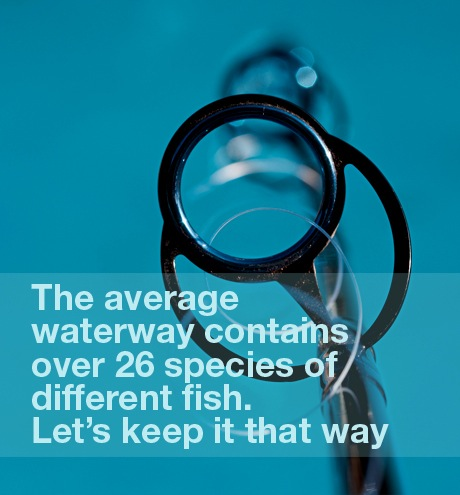 The average
waterway contains
over 26 species of
different fish.
Let’s keep it that way